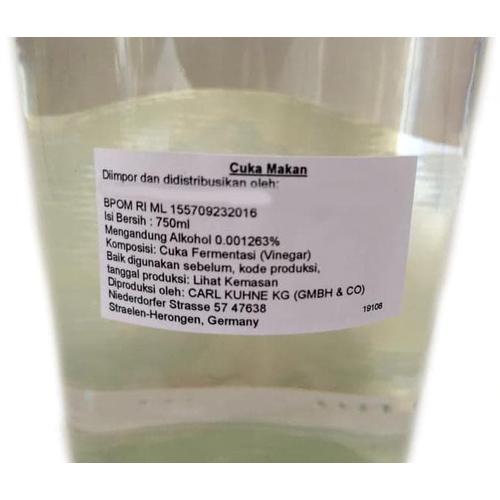 Cuka Makan
Diimpor dan didistribusikan oleh:
BPOM RI ML 155709232016
Isi Bersih : 750ml
Mengandung Alkohol 0.001263%
Komposisi: Cuka Fermentasi (Vinegar)
Baik digunakan sebelum, kode produksi,
tanggal produksi: Lihat Kemasan
Diproduksi oleh: CARL KUHNE KG (GMBH & CO)
Niederdorfer Strasse 57 47638
Straelen-Herongen, Germany
19108